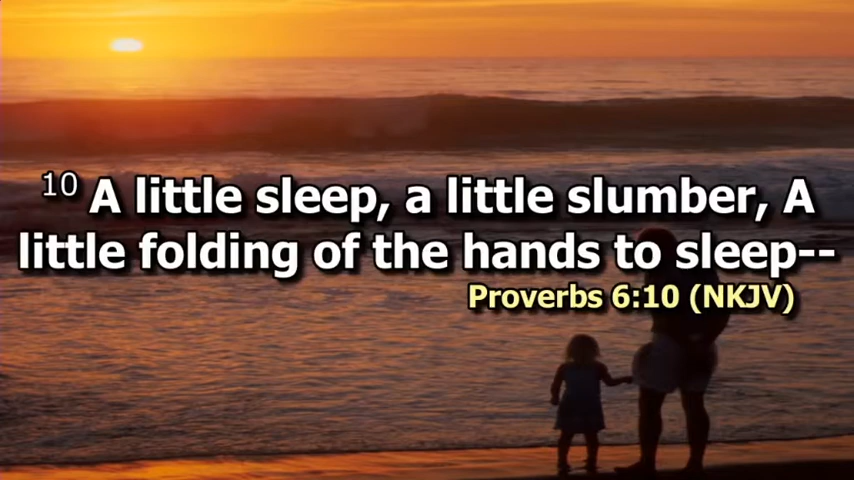 10 A little sleep, a little slumber, A
little folding of the hands to sleep--
Proverbs 6:10 (NKJV)